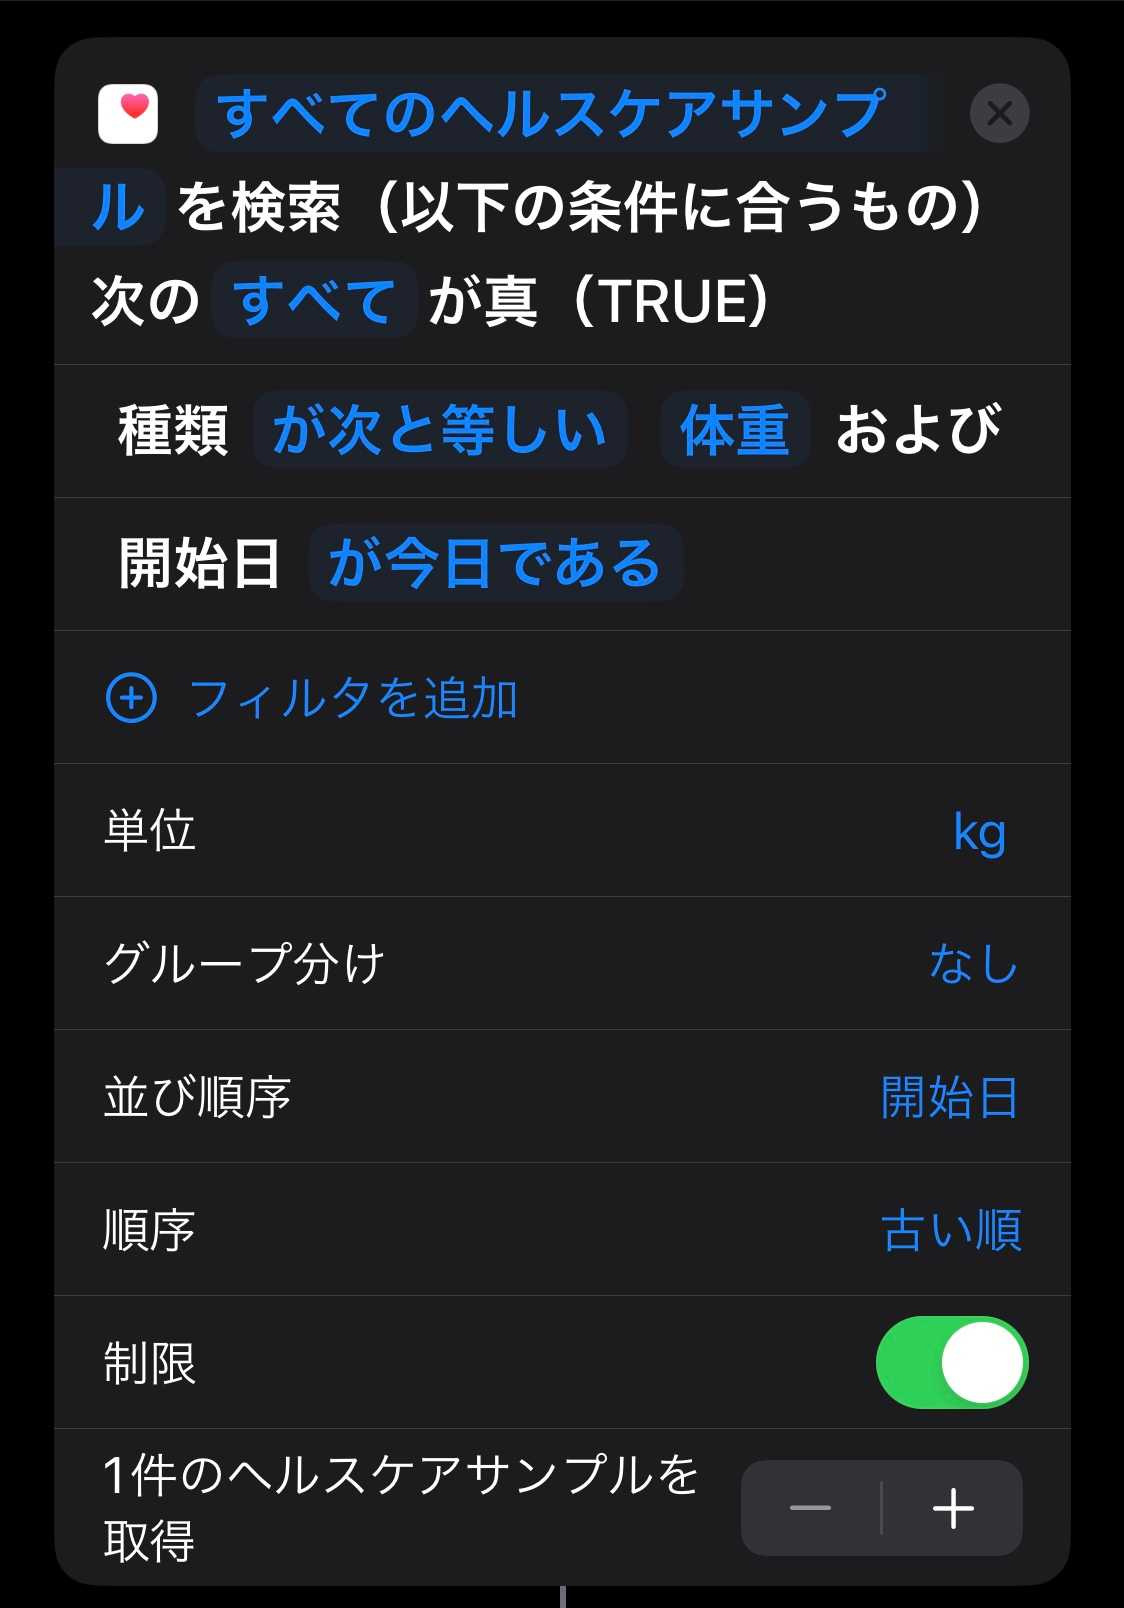 すべてのヘルスケアサンプ
ル を検索（以下の条件に合うもの）
次の すべて が真（TRUE）
種類 が次と等しい 体重 および
開始日 が今日である
フィルタを追加
単位 kg
グループ分け なし
並び順序 開始日
順序 古い順
制限
1件のヘルスケアサンプルを
取得